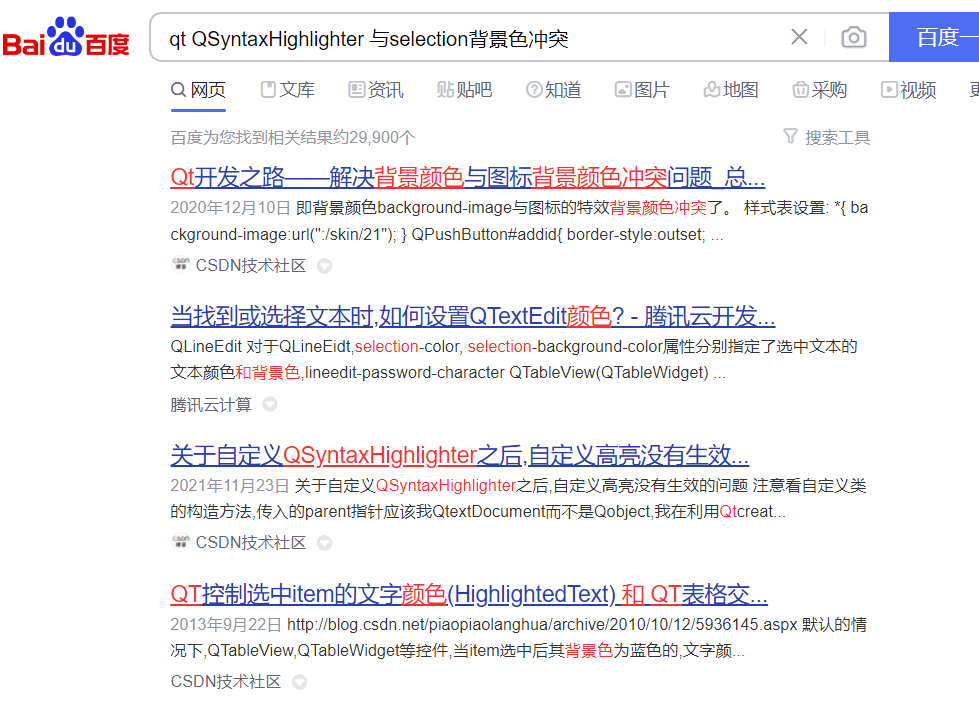 Bai du 百度
qt QSyntaxHighlighter 与selection背景色冲突
百度一
网页 文库 资讯 贴吧 知道 图片 地图 采购 视频
百度为您找到相关结果约29,900个 搜索工具
Qt开发之路——解决背景颜色与图标背景颜色冲突问题_总...
2020年12月10日 即背景颜色background-image与图标的特效背景颜色冲突了。 样式表设置: *{ ba
ckground-image:url(":/skin/21"); } QPushButton#addid{ border-style:outset; ...
CSDN技术社区
当找到或选择文本时,如何设置QTextEdit颜色? - 腾讯云开发...
QLineEdit 对于QLineEidt,selection-color, selection-background-color属性分别指定了选中文本的
文本颜色和背景色,lineedit-password-character QTableView(QTableWidget) ...
腾讯云计算
关于自定义QSyntaxHighlighter之后,自定义高亮没有生效...
2021年11月23日 关于自定义QSyntaxHighlighter之后,自定义高亮没有生效的问题 注意看自定义类
的构造方法,传入的parent指针应该我QtextDocument而不是Qobject,我在利用Qtcreat...
CSDN技术社区
QT控制选中item的文字颜色(HighlightedText) 和 QT表格交...
2013年9月22日 http://blog.csdn.net/piaopiaolanghua/archive/2010/10/12/5936145.aspx 默认的情
况下,QTableView,QTableWidget等控件,当item选中后其背景色为蓝色的,文字颜...
CSDN技术社区